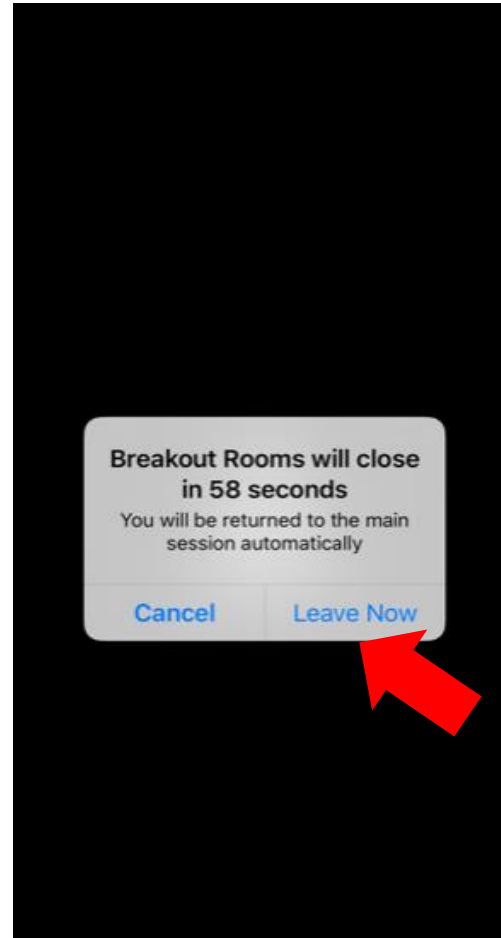 Breakout Rooms will close
in 58 seconds
You will be returned to the main
session automatically
Cancel
Leave Now